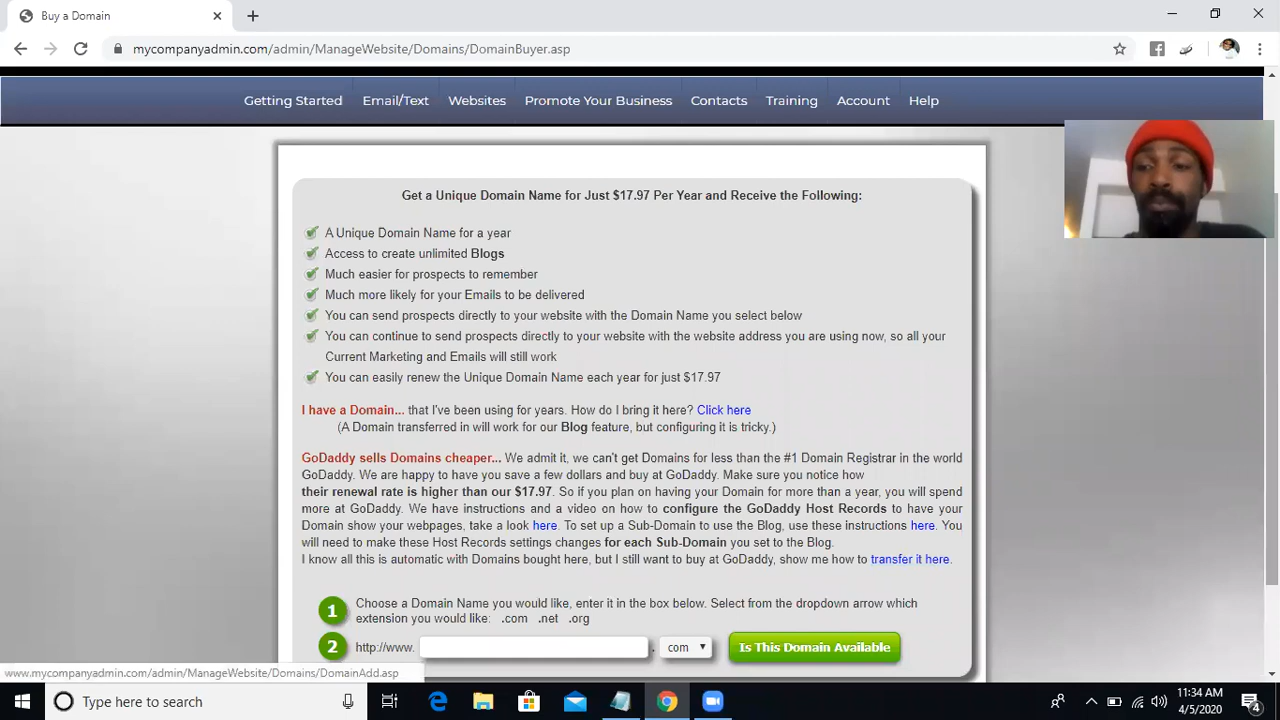 Buy a Domain
mycompanyadmin.com/admin/ManageWebsite/Domains/DomainBuyer.asp
Getting Started Email/Text Websites Promote Your Business Contacts Training Account Help
Get a Unique Domain Name for Just $17.97 Per Year and Receive the Following:
A Unique Domain Name for a year
Access to create unlimited Blogs
Much easier for prospects to remember
Much more likely for your Emails to be delivered
You can send prospects directly to your website with the Domain Name you select below
You can continue to send prospects directly to your website with the website address you are using now, so all your
Current Marketing and Emails will still work
You can easily renew the Unique Domain Name each year for just $17.97
I have a Domain... that I've been using for years. How do I bring it here? Click here
(A Domain transferred in will work for our Blog feature, but configuring it is tricky.)
GoDaddy sells Domains cheaper... We admit it, we can't get Domains for less than the #1 Domain Registrar in the world
GoDaddy. We are happy to have you save a few dollars and buy at GoDaddy. Make sure you notice how
their renewal rate is higher than our $17.97. So if you plan on having your Domain for more than a year, you will spend
more at GoDaddy. We have instructions and a video on how to configure the GoDaddy Host Records to have your
Domain show your webpages, take a look here. To set up a Sub-Domain to use the Blog, use these instructions here. You
will need to make these Host Records settings changes for each Sub-Domain you set to the Blog.
I know all this is automatic with Domains bought here, but I still want to buy at GoDaddy, show me how to transfer it here.
1 Choose a Domain Name you would like, enter it in the box below. Select from the dropdown arrow which
extension you would like: .com .net .org
2 http://www. . com Is This Domain Available
www.mycompanyadmin.com/admin/ManageWebsite/Domains/DomainAdd.asp
Type here to search
11:34 AM
4/5/2020
4